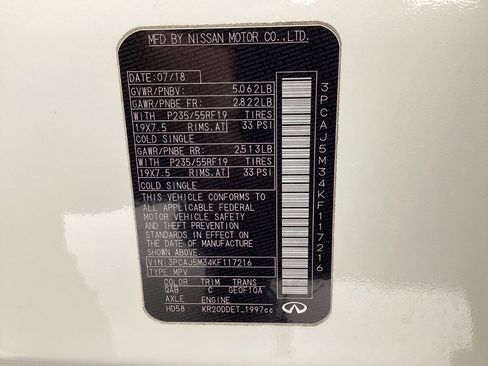 MFD BY NISSAN MOTOR CO.,LTD.
DATE:07/18
GVWR/PNBV: 5,062LB
GAWR/PNBE FR: 2,822LB
WITH P235/55RF19 TIRES
19X7.5 RIMS,AT 33 PSI
COLD SINGLE
GAWR/PNBE RR: 2,513LB
WITH P235/55RF19 TIRES
19X7.5 RIMS,AT 33 PSI
COLD SINGLE
THIS VEHICLE CONFORMS TO
ALL APPLICABLE FEDERAL
MOTOR VEHICLE SAFETY
AND THEFT PREVENTION
STANDARDS IN EFFECT ON
THE DATE OF MANUFACTURE
SHOWN ABOVE.
VIN: 3PCAJ5M34KF117216
TYPE:MPV
COLOR TRIM TRANS
QAB C GE0F10A
AXLE ENGINE
HD58 KR20DDET_1997cc
3PCAJ5M34KF117216